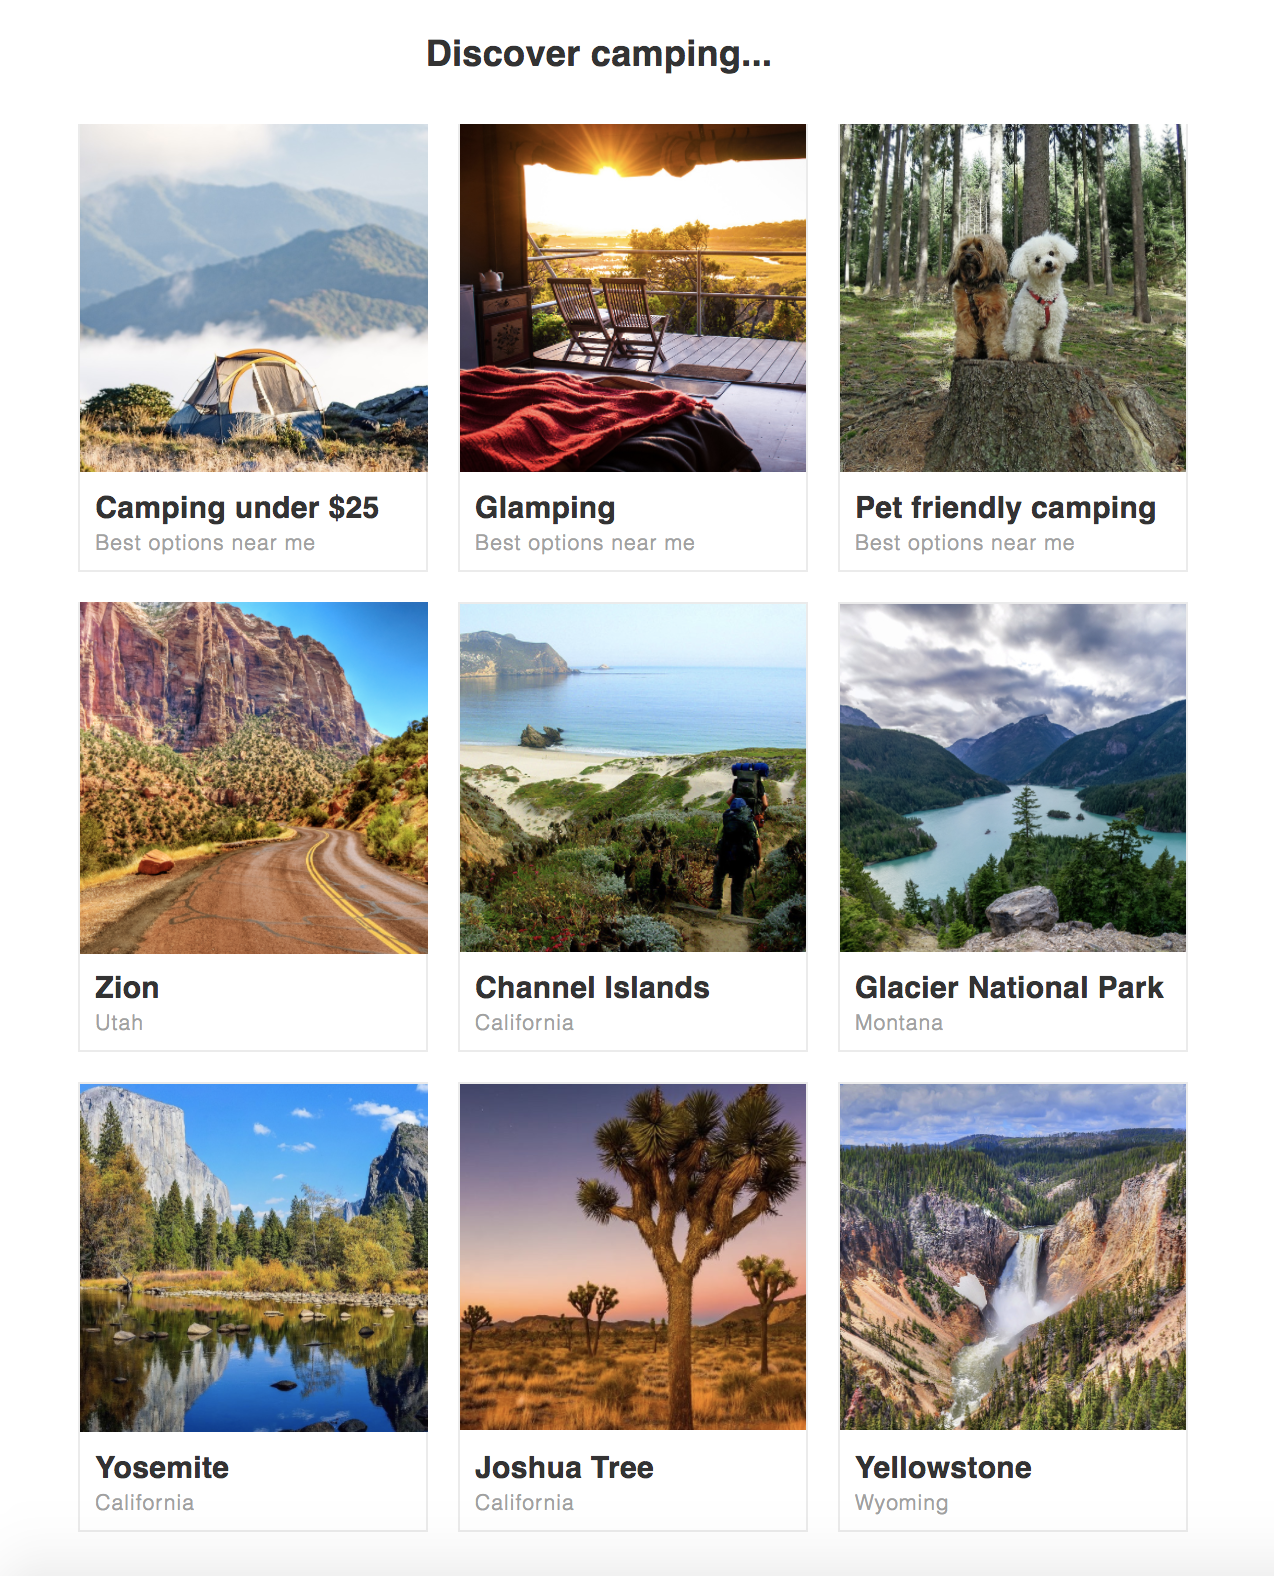 Discover camping...
Camping under $25
Best options near me
Glamping
Best options near me
Pet friendly camping
Best options near me
Zion
Utah
Channel Islands
California
Glacier National Park
Montana
Yosemite
California
Joshua Tree
California
Yellowstone
Wyoming